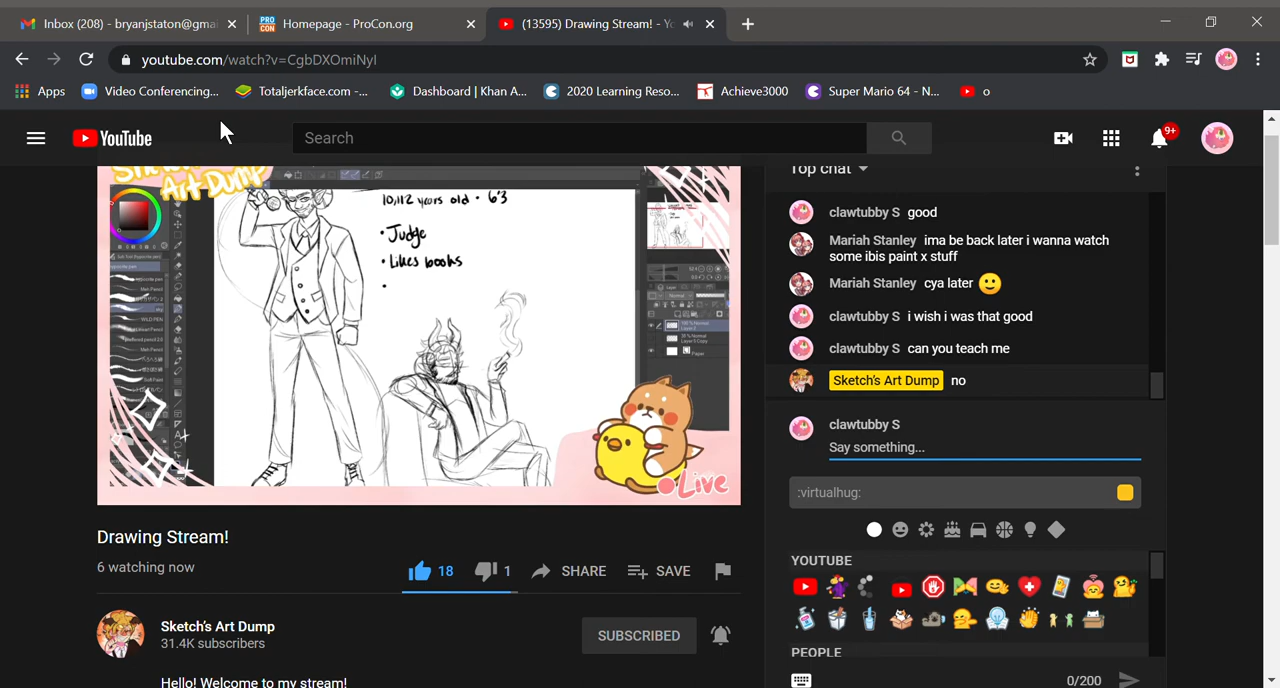 Inbox (208) - bryanjstaton@gmai
Homepage - ProCon.org
(13595) Drawing Stream! - Yo
youtube.com/watch?v=CgbDXOmiNyI
Apps
Video Conferencing...
Totaljerkface.com -...
Dashboard | Khan A...
2020 Learning Reso...
Achieve3000
Super Mario 64 - N...
o
YouTube
Search
9+
Art Dump
10,112 years old • 6'3
• Judge
• Likes books
•
Live
Top chat
clawtubby S good
Mariah Stanley ima be back later i wanna watch
some ibis paint x stuff
Mariah Stanley cya later
clawtubby S i wish i was that good
clawtubby S can you teach me
Sketch's Art Dump no
clawtubby S
Say something...
:virtualhug:
YOUTUBE
PEOPLE
0/200
Drawing Stream!
6 watching now
18
1
SHARE
SAVE
Sketch's Art Dump
31.4K subscribers
SUBSCRIBED
Hello! Welcome to my stream!